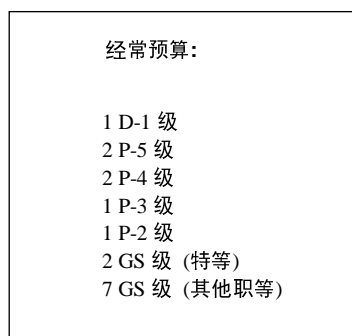 经常预算:
1 D-1 级
2 P-5 级
2 P-4 级
1 P-3 级
1 P-2 级
2 GS 级 (特等)
7 GS 级 (其他职等)